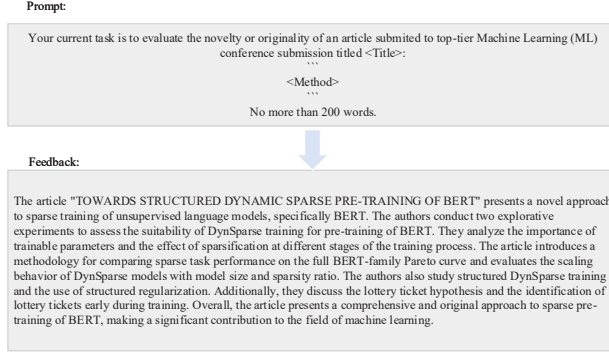 Prompt:
Your current task is to evaluate the novelty or originality of an article submited to top-tier Machine Learning (ML)
conference submission titled <Title>:
```
<Method>
```
No more than 200 words.
Feedback:
The article "TOWARDS STRUCTURED DYNAMIC SPARSE PRE-TRAINING OF BERT" presents a novel approach
to sparse training of unsupervised language models, specifically BERT. The authors conduct two explorative
experiments to assess the suitability of DynSparse training for pre-training of BERT. They analyze the importance of
trainable parameters and the effect of sparsification at different stages of the training process. The article introduces a
methodology for comparing sparse task performance on the full BERT-family Pareto curve and evaluates the scaling
behavior of DynSparse models with model size and sparsity ratio. The authors also study structured DynSparse training
and the use of structured regularization. Additionally, they discuss the lottery ticket hypothesis and the identification of
lottery tickets early during training. Overall, the article presents a comprehensive and original approach to sparse pre-
training of BERT, making a significant contribution to the field of machine learning.